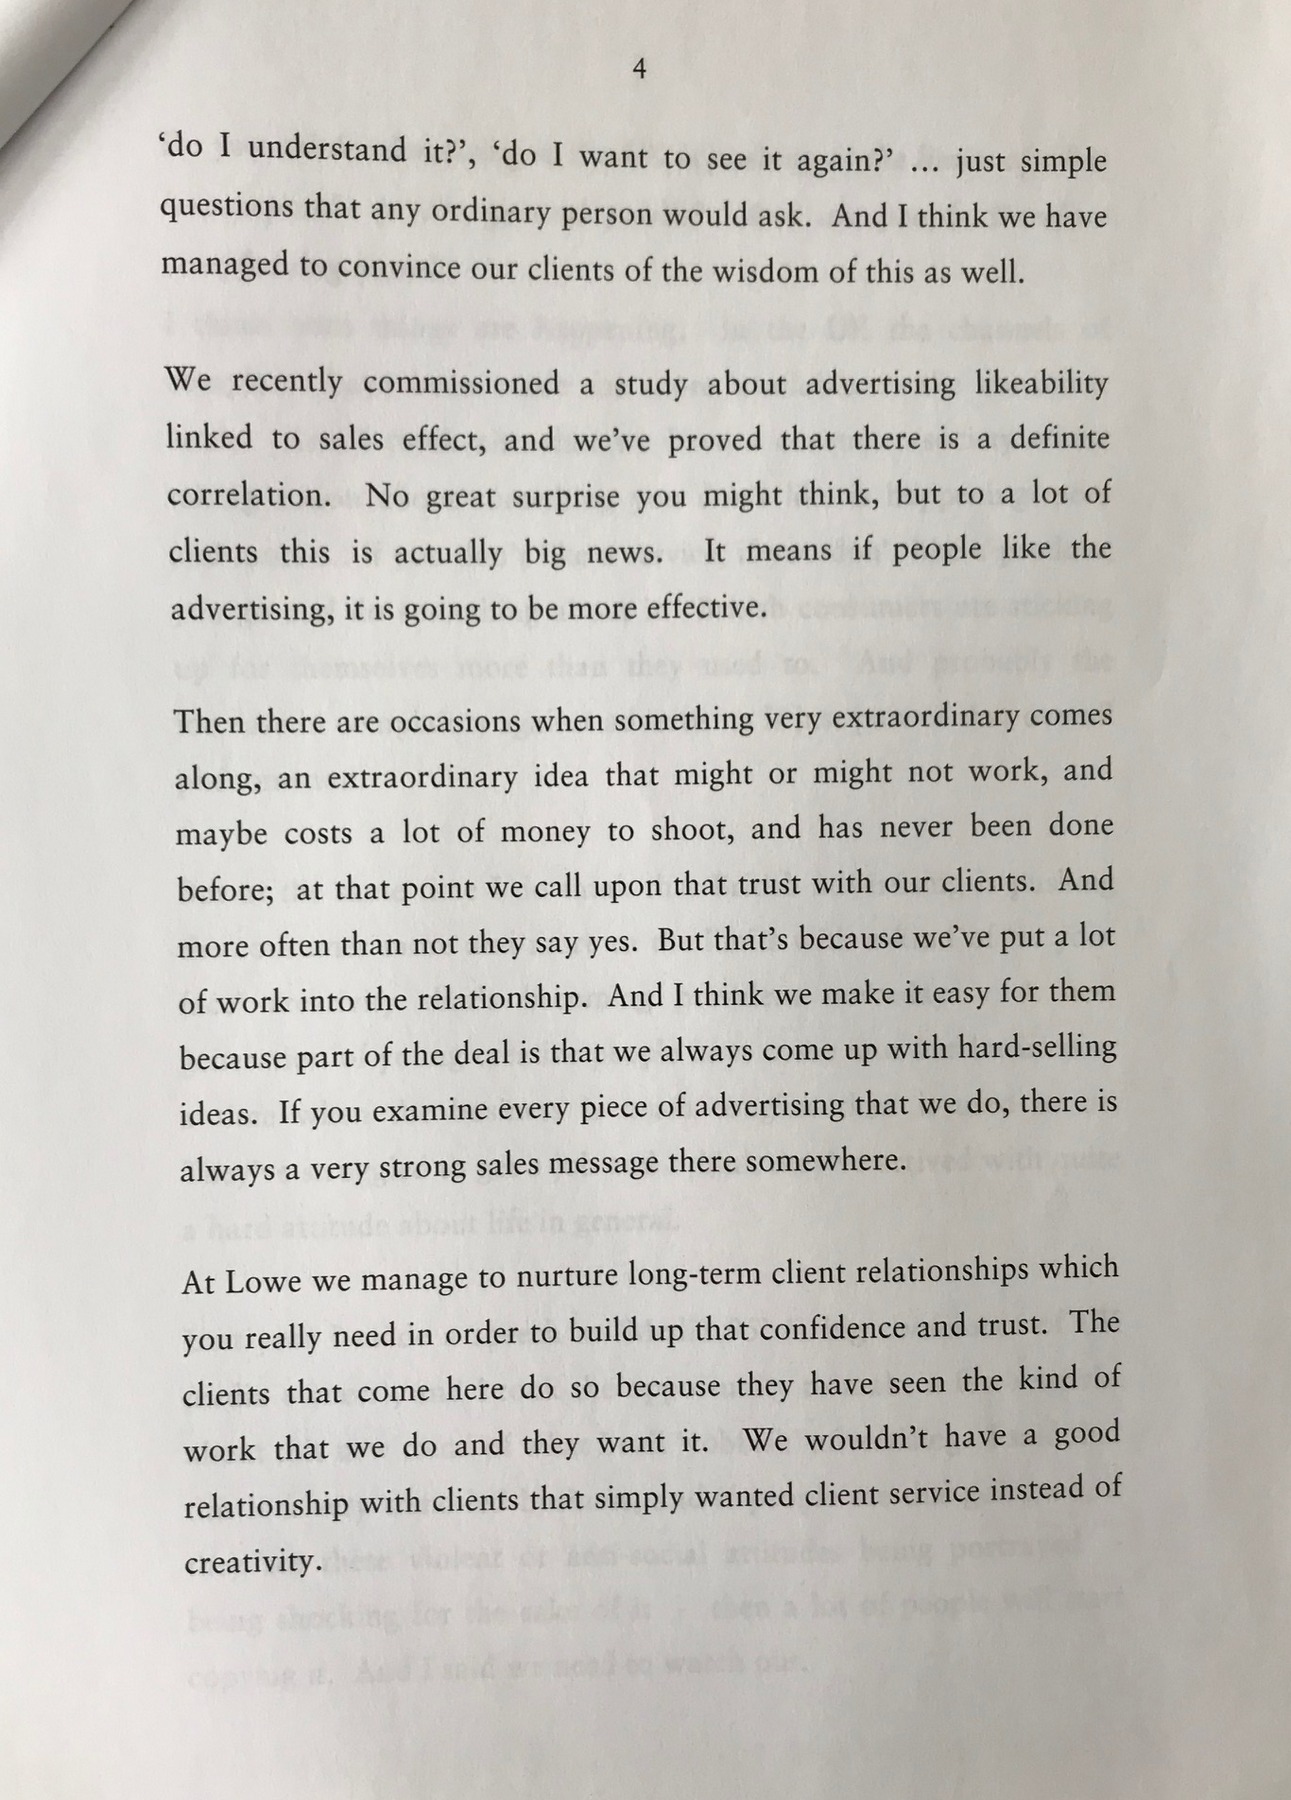 4
‘do I understand it?’, ‘do I want to see it again?’ … just simple
questions that any ordinary person would ask. And I think we have
managed to convince our clients of the wisdom of this as well.
We recently commissioned a study about advertising likeability
linked to sales effect, and we’ve proved that there is a definite
correlation. No great surprise you might think, but to a lot of
clients this is actually big news. It means if people like the
advertising, it is going to be more effective.
Then there are occasions when something very extraordinary comes
along, an extraordinary idea that might or might not work, and
maybe costs a lot of money to shoot, and has never been done
before; at that point we call upon that trust with our clients. And
more often than not they say yes. But that’s because we’ve put a lot
of work into the relationship. And I think we make it easy for them
because part of the deal is that we always come up with hard-selling
ideas. If you examine every piece of advertising that we do, there is
always a very strong sales message there somewhere.
At Lowe we manage to nurture long-term client relationships which
you really need in order to build up that confidence and trust. The
clients that come here do so because they have seen the kind of
work that we do and they want it. We wouldn’t have a good
relationship with clients that simply wanted client service instead of
creativity.